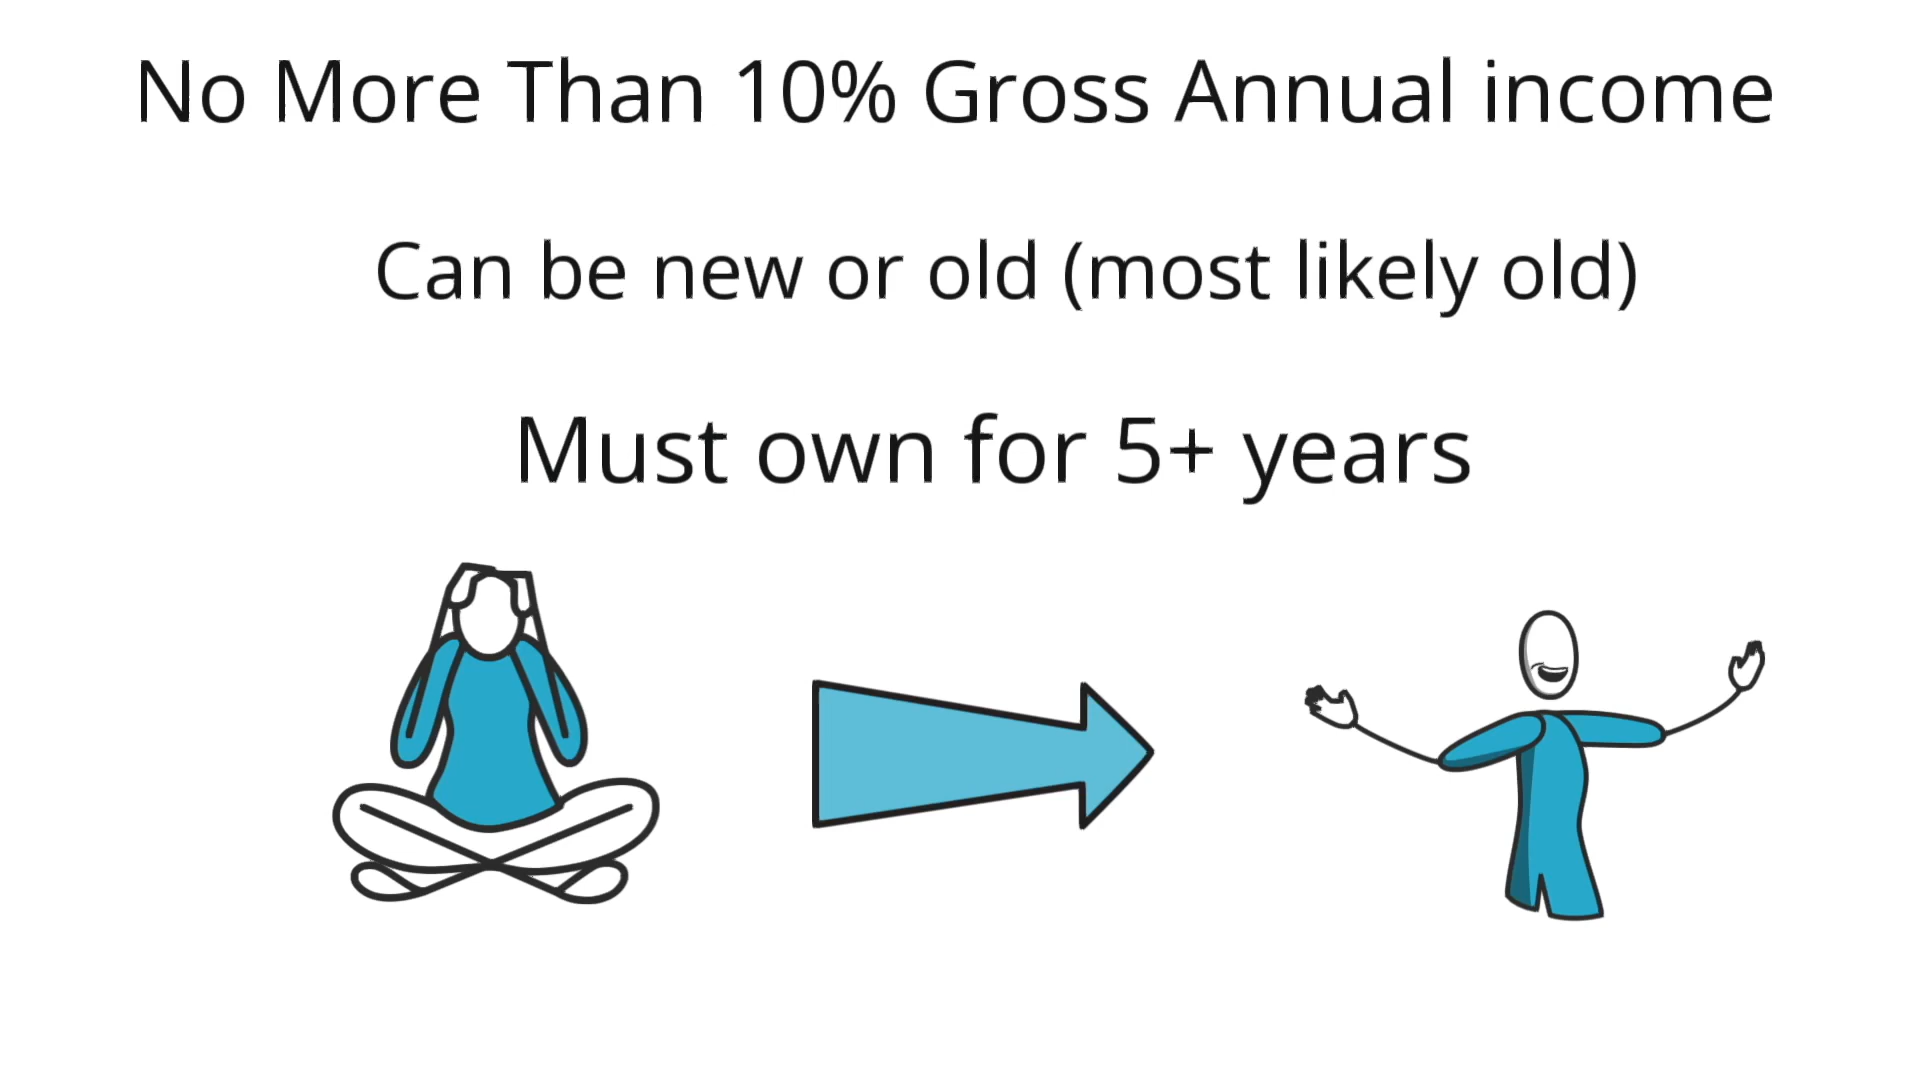 No More Than 10% Gross Annual income
Can be new or old (most likely old)
Must own for 5+ years